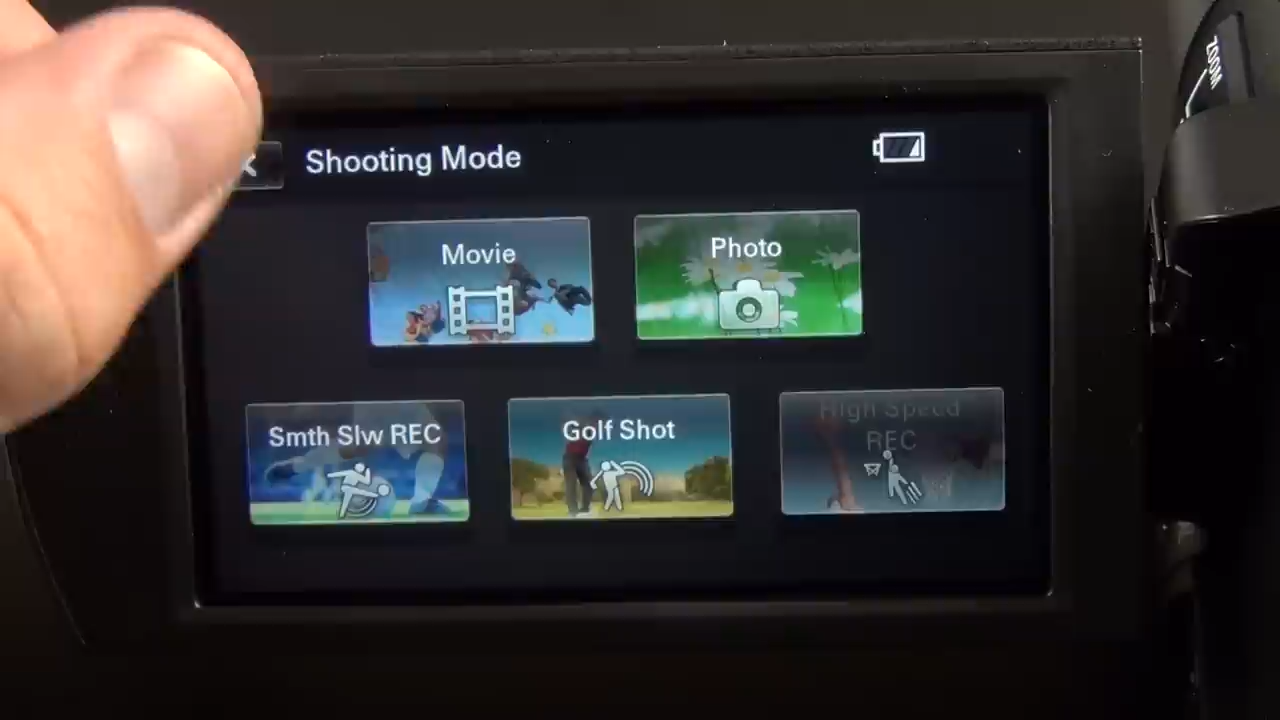 ZOOM
Shooting Mode
Movie
Photo
Smth Slw REC
Golf Shot
High Speed
REC